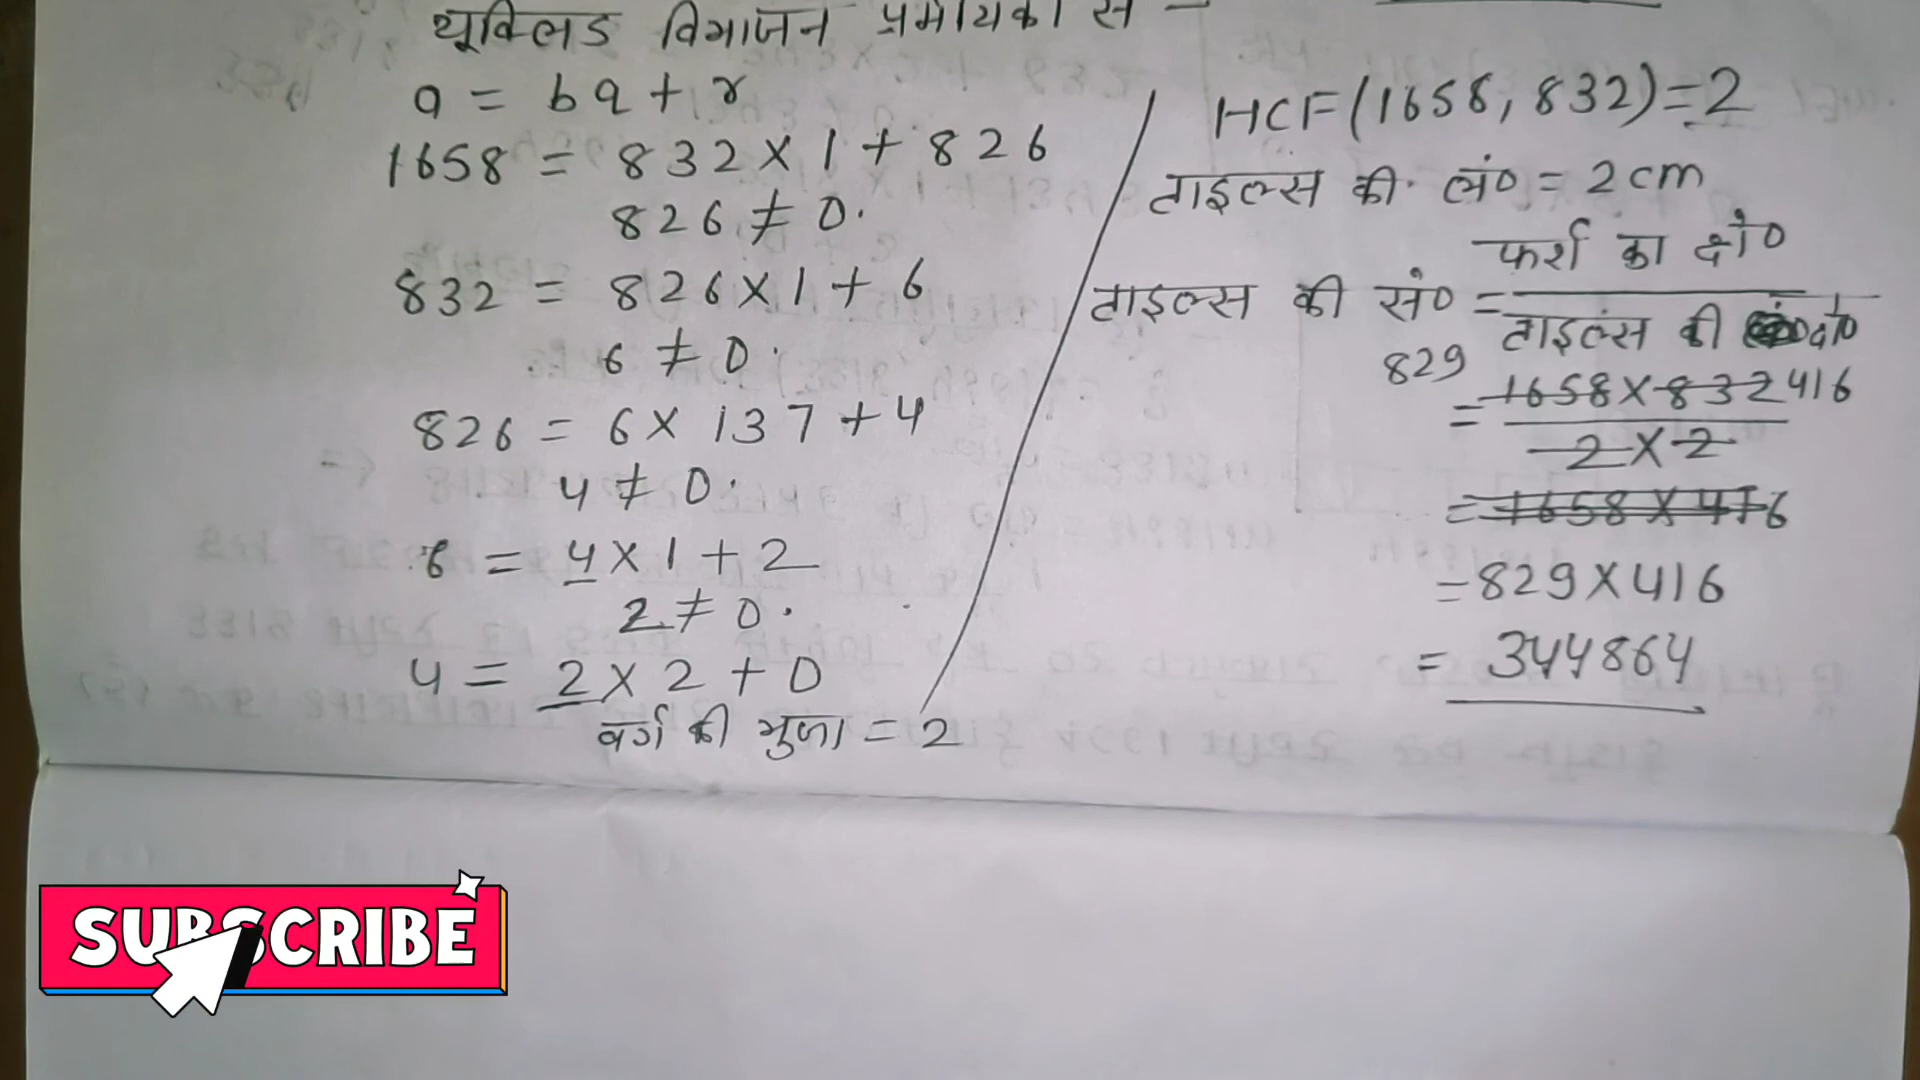 यूक्लिड विभाजन प्रमेयिका से -
a = bq + r
1658 = 832 × 1 + 826
826 ≠ 0.
832 = 826 × 1 + 6
6 ≠ 0.
826 = 6 × 137 + 4
4 ≠ 0.
6 = 4 × 1 + 2
2 ≠ 0.
4 = 2 × 2 + 0
वर्ग की भुजा = 2
HCF(1658, 832) = 2
टाइल्स की लं० = 2cm
फर्श का क्षे०
टाइल्स की सं० =
टाइल्स की क्षे०
829
= 1658 × 832 416
2 × 2
= 1658 × 416
= 829 × 416
= 344864
SUBSCRIBE